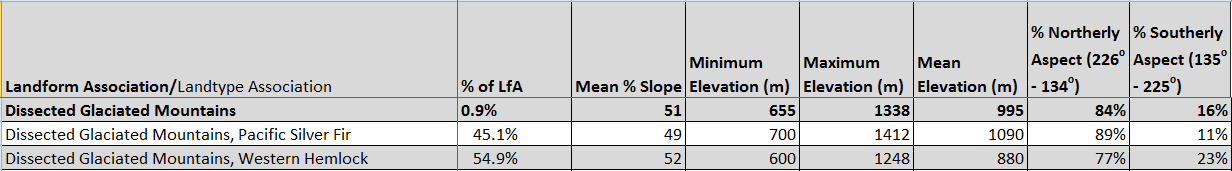 Landform Association/Landtype Association % of LfA Mean % Slope Minimum Elevation (m) Maximum Elevation (m) Mean Elevation (m) % Northerly Aspect (226° - 134°) % Southerly Aspect (135° - 225°)
Dissected Glaciated Mountains 0.9% 51 655 1338 995 84% 16%
Dissected Glaciated Mountains, Pacific Silver Fir 45.1% 49 700 1412 1090 89% 11%
Dissected Glaciated Mountains, Western Hemlock 54.9% 52 600 1248 880 77% 23%